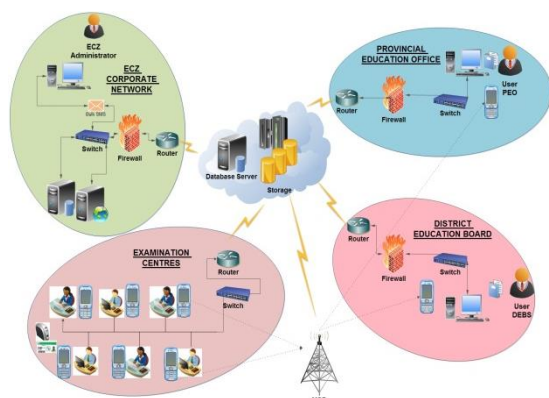 ECZ
Administrator
ECZ
CORPORATE
NETWORK
Bulk SMS
Switch
Firewall
Router
Database Server
Storage
PROVINCIAL
EDUCATION OFFICE
Router
Firewall
Switch
User
PEO
DISTRICT
EDUCATION BOARD
Router
Firewall
Switch
User
DEBS
EXAMINATION
CENTRES
Router
Switch